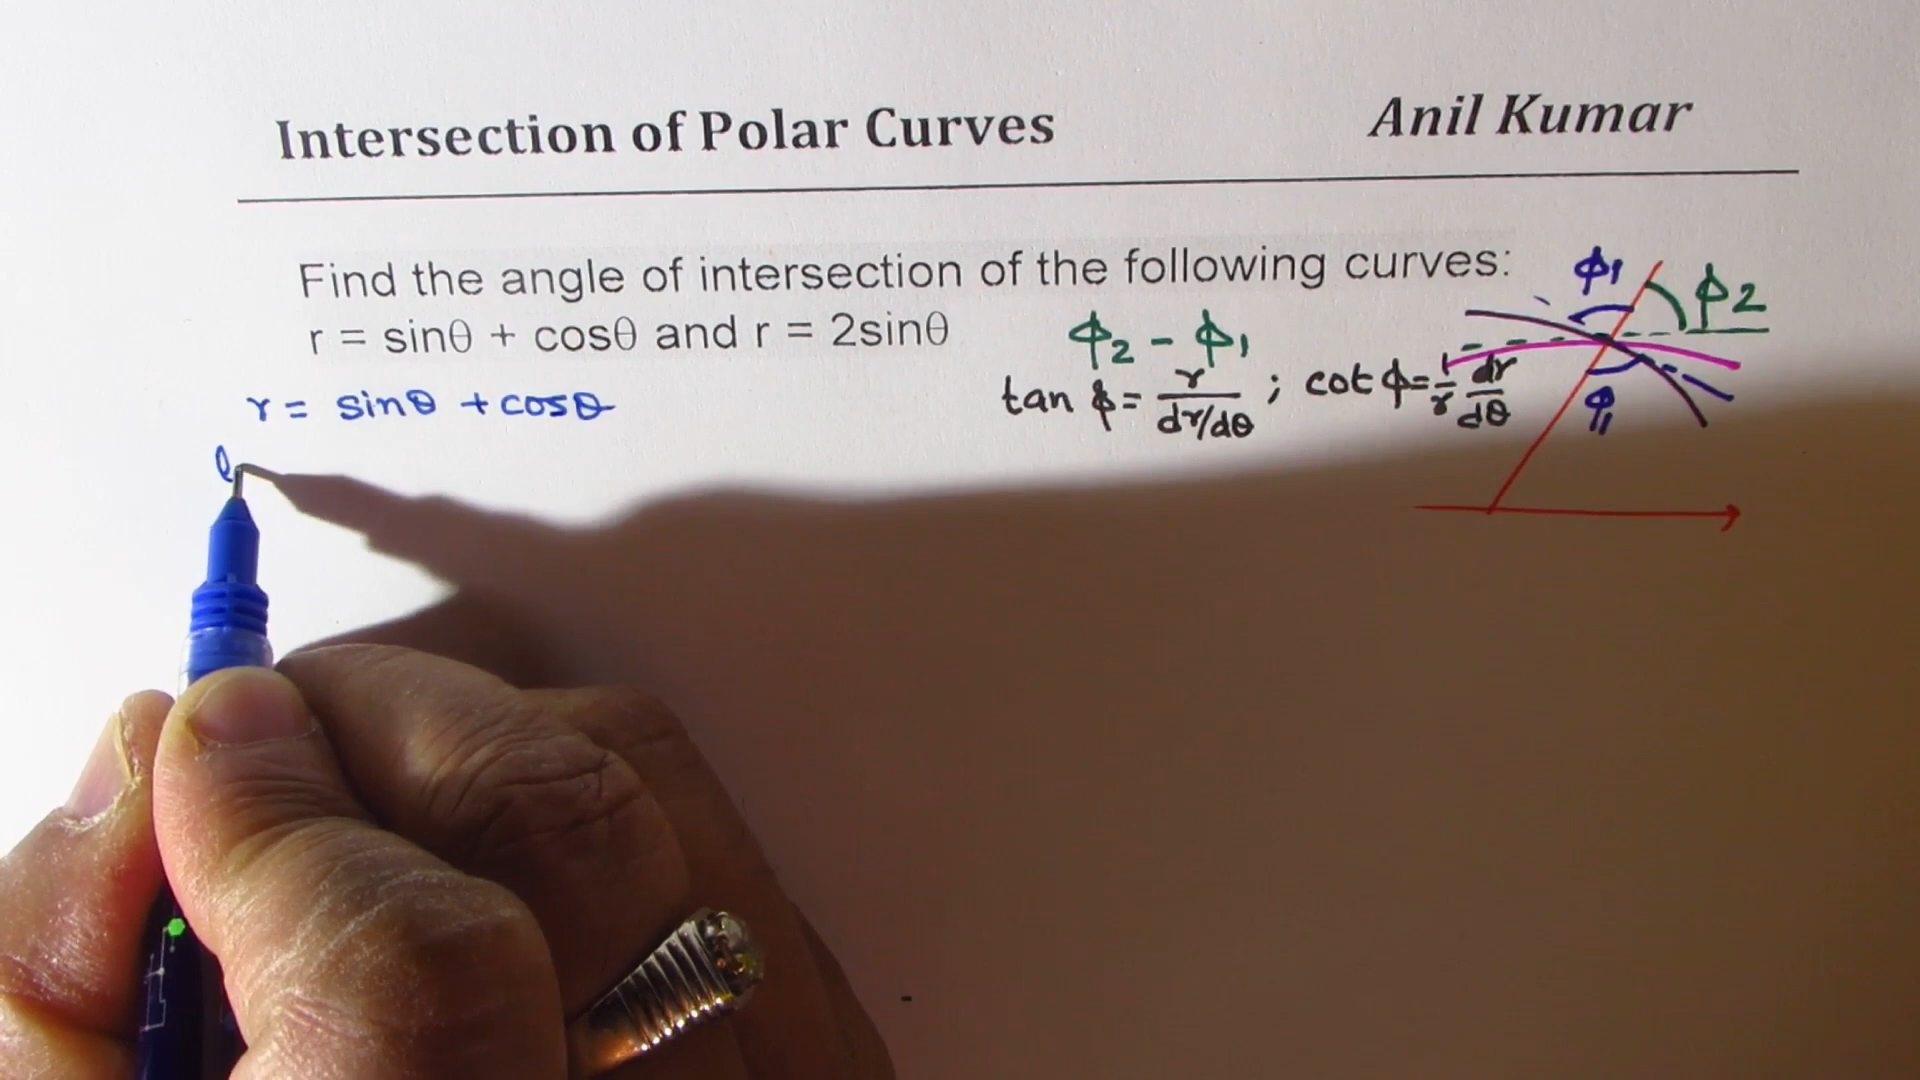 Intersection of Polar Curves
Anil Kumar
Find the angle of intersection of the following curves:
r = sinθ + cosθ and r = 2sinθ
ϕ₂ - ϕ₁
r = sinθ + cosθ
tan ϕ = r / dr/dθ ; cot ϕ = 1/r dr/dθ
ϕ₁
ϕ2
ϕ₁
l